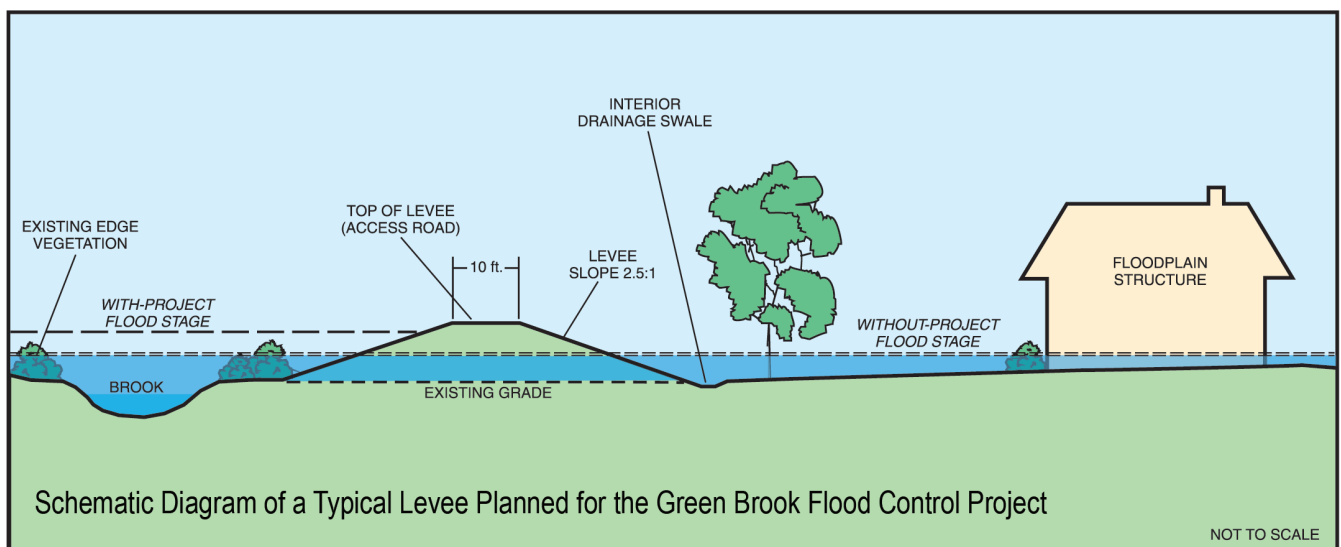 INTERIOR
DRAINAGE SWALE
EXISTING EDGE
VEGETATION
TOP OF LEVEE
(ACCESS ROAD)
10 ft.
LEVEE
SLOPE 2.5:1
FLOODPLAIN
STRUCTURE
WITH-PROJECT
FLOOD STAGE
WITHOUT-PROJECT
FLOOD STAGE
BROOK
EXISTING GRADE
Schematic Diagram of a Typical Levee Planned for the Green Brook Flood Control Project
NOT TO SCALE